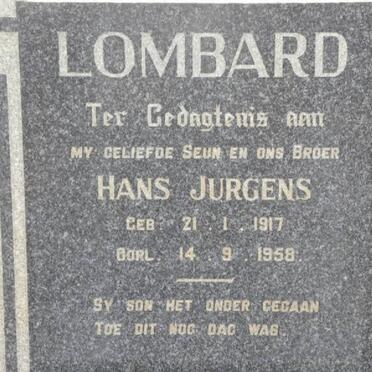 LOMBARD
Ter Gedagtenis aan
MY GELIEFDE SEUN EN ONS BROER
HANS JURGENS
GEB. 21 . 1 . 1917
OORL. 14 . 9 . 1958.
SY SON HET ONDER GEGAAN
TOE DIT NOG DAG WAS.